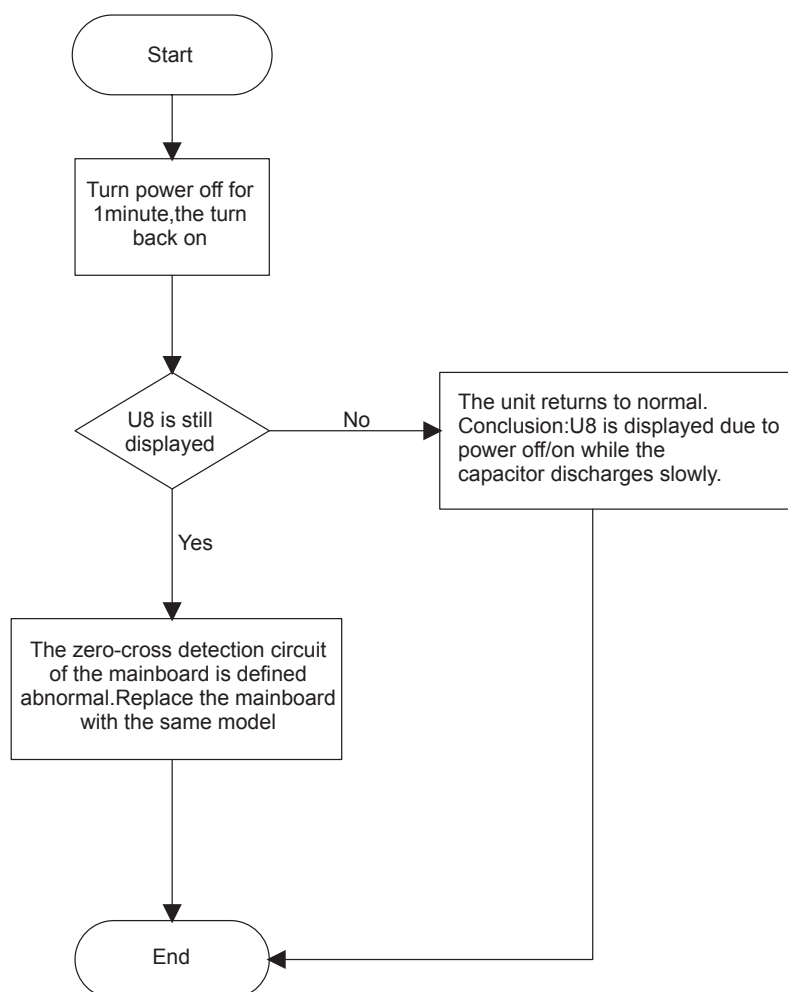 Start
Turn power off for
1minute,the turn
back on
U8 is still
displayed
No
The unit returns to normal.
Conclusion:U8 is displayed due to
power off/on while the
capacitor discharges slowly.
Yes
The zero-cross detection circuit
of the mainboard is defined
abnormal.Replace the mainboard
with the same model
End